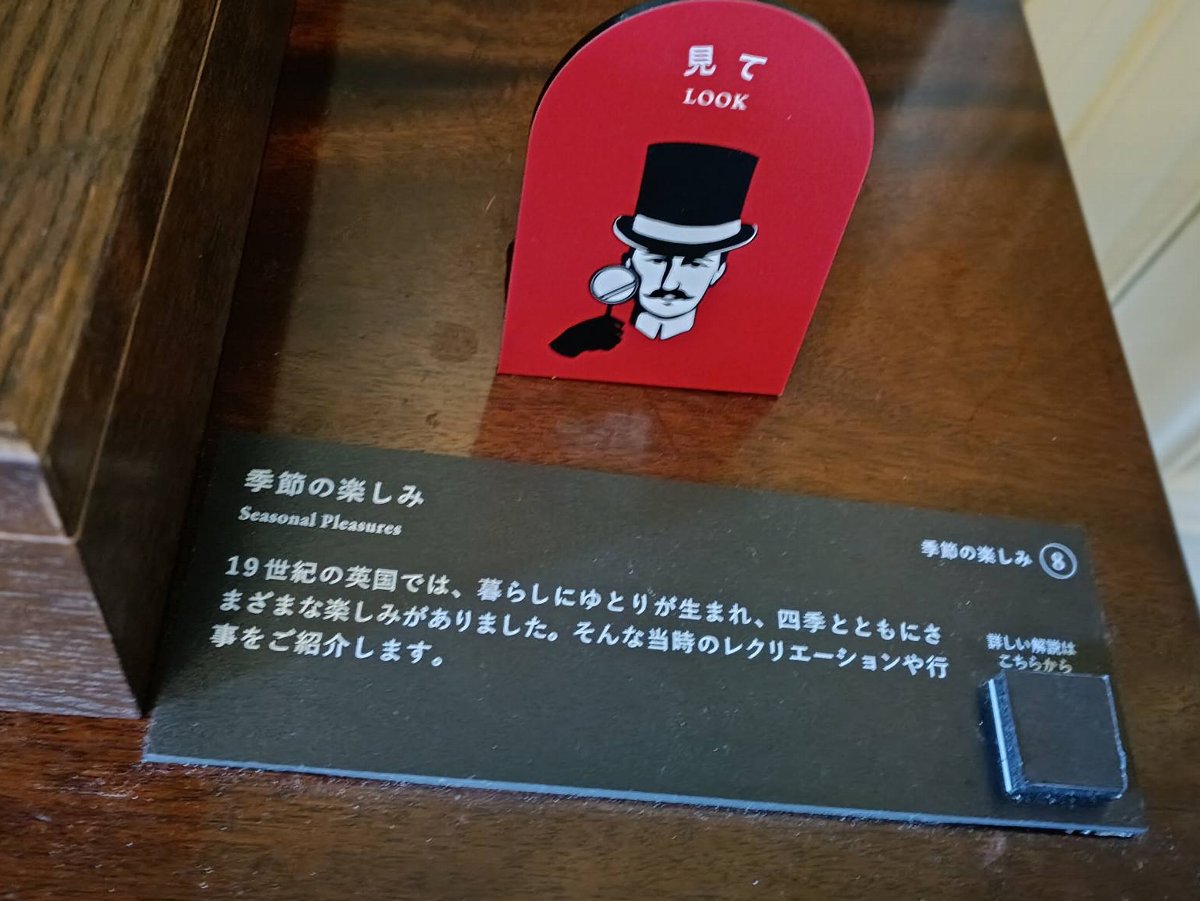 見て
LOOK
季節の楽しみ
Seasonal Pleasures
季節の楽しみ 8
19世紀の英国では、暮らしにゆとりが生まれ、四季とともにさ
まざまな楽しみがありました。そんな当時のレクリエーションや行
事をご紹介します。
詳しい解説は
こちらから